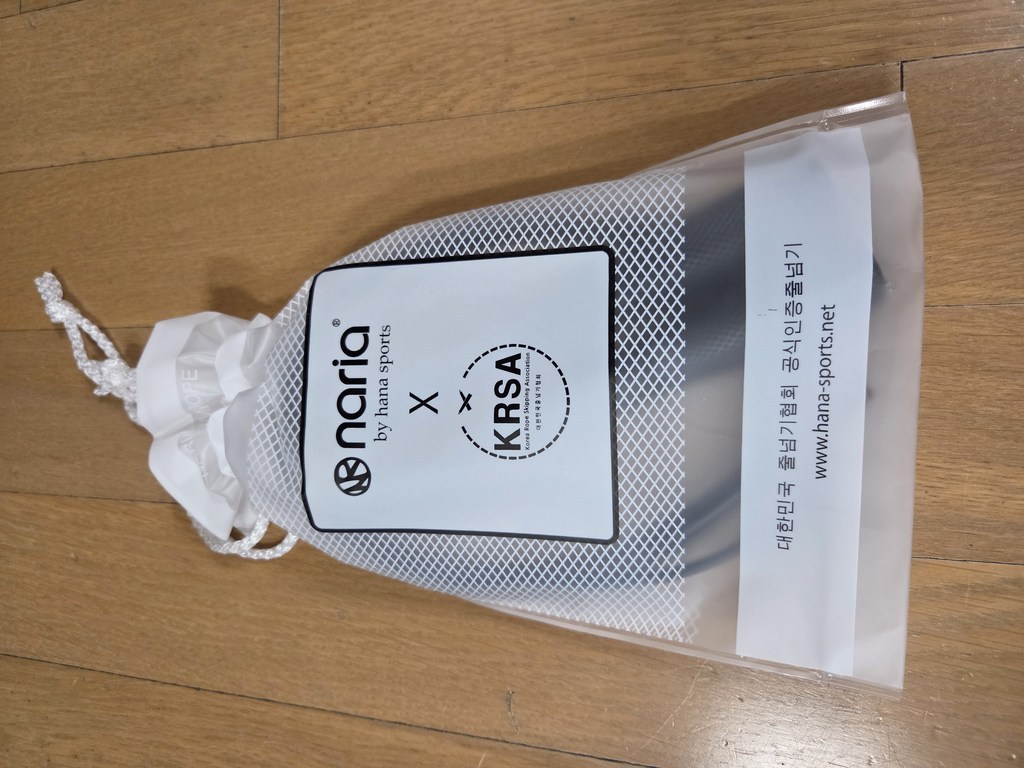 naria®
by hana sports
X
KRSA
Korea Rope Skipping Association
대한민국줄넘기협회
대한민국 줄넘기협회 공식인증줄넘기
www.hana-sports.net